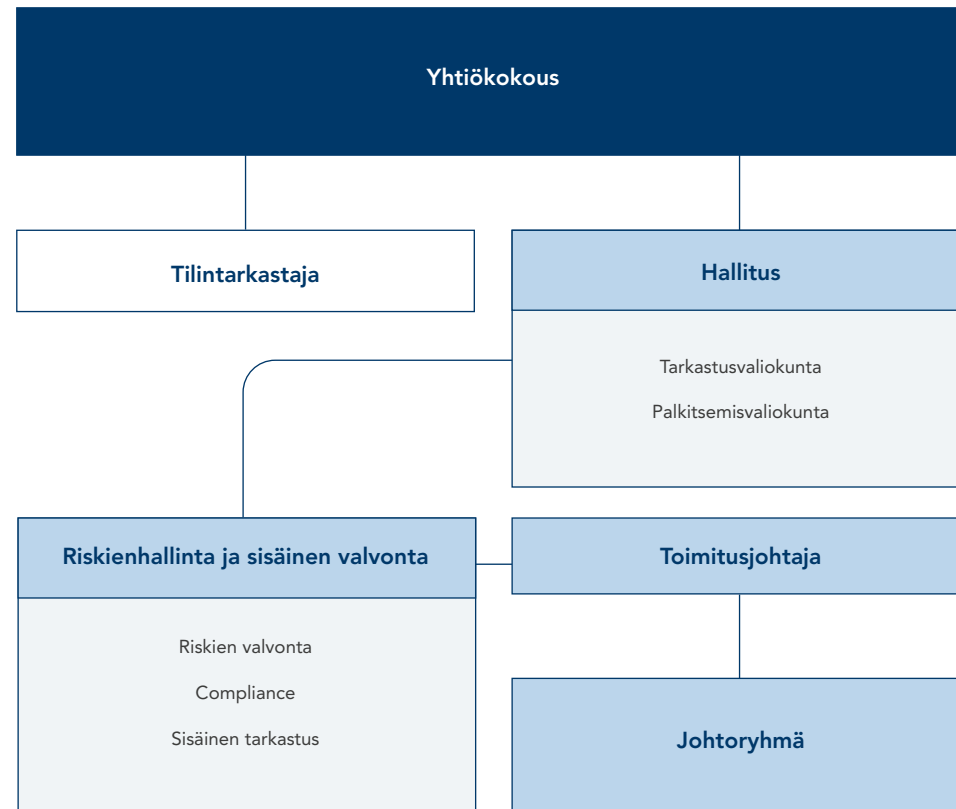 Yhtiökokous
Tilintarkastaja
Hallitus
Tarkastusvaliokunta
Palkitsemisvaliokunta
Riskienhallinta ja sisäinen valvonta
Toimitusjohtaja
Riskien valvonta
Compliance
Sisäinen tarkastus
Johtoryhmä